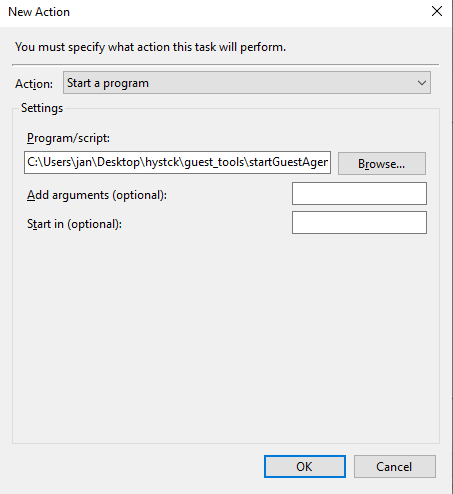 New Action
You must specify what action this task will perform.
Action: Start a program
Settings
Program/script:
C:\Users\jan\Desktop\hystck\guest_tools\startGuestAger Browse...
Add arguments (optional):
Start in (optional):
OK Cancel